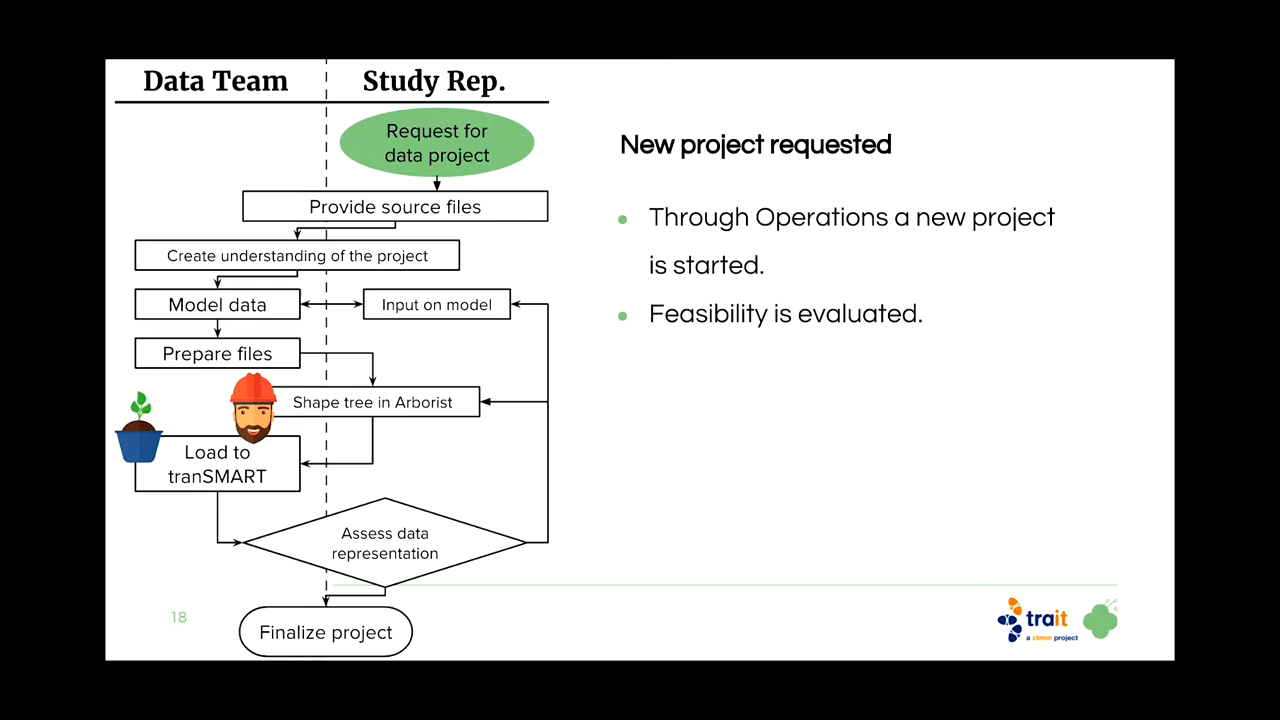 Data Team
Study Rep.
Request for
data project
Provide source files
Create understanding of the project
Model data
Input on model
Prepare files
Shape tree in Arborist
Load to
tranSMART
Assess data
representation
Finalize project
18
New project requested
Through Operations a new project
is started.
Feasibility is evaluated.
trait
a ctmm project